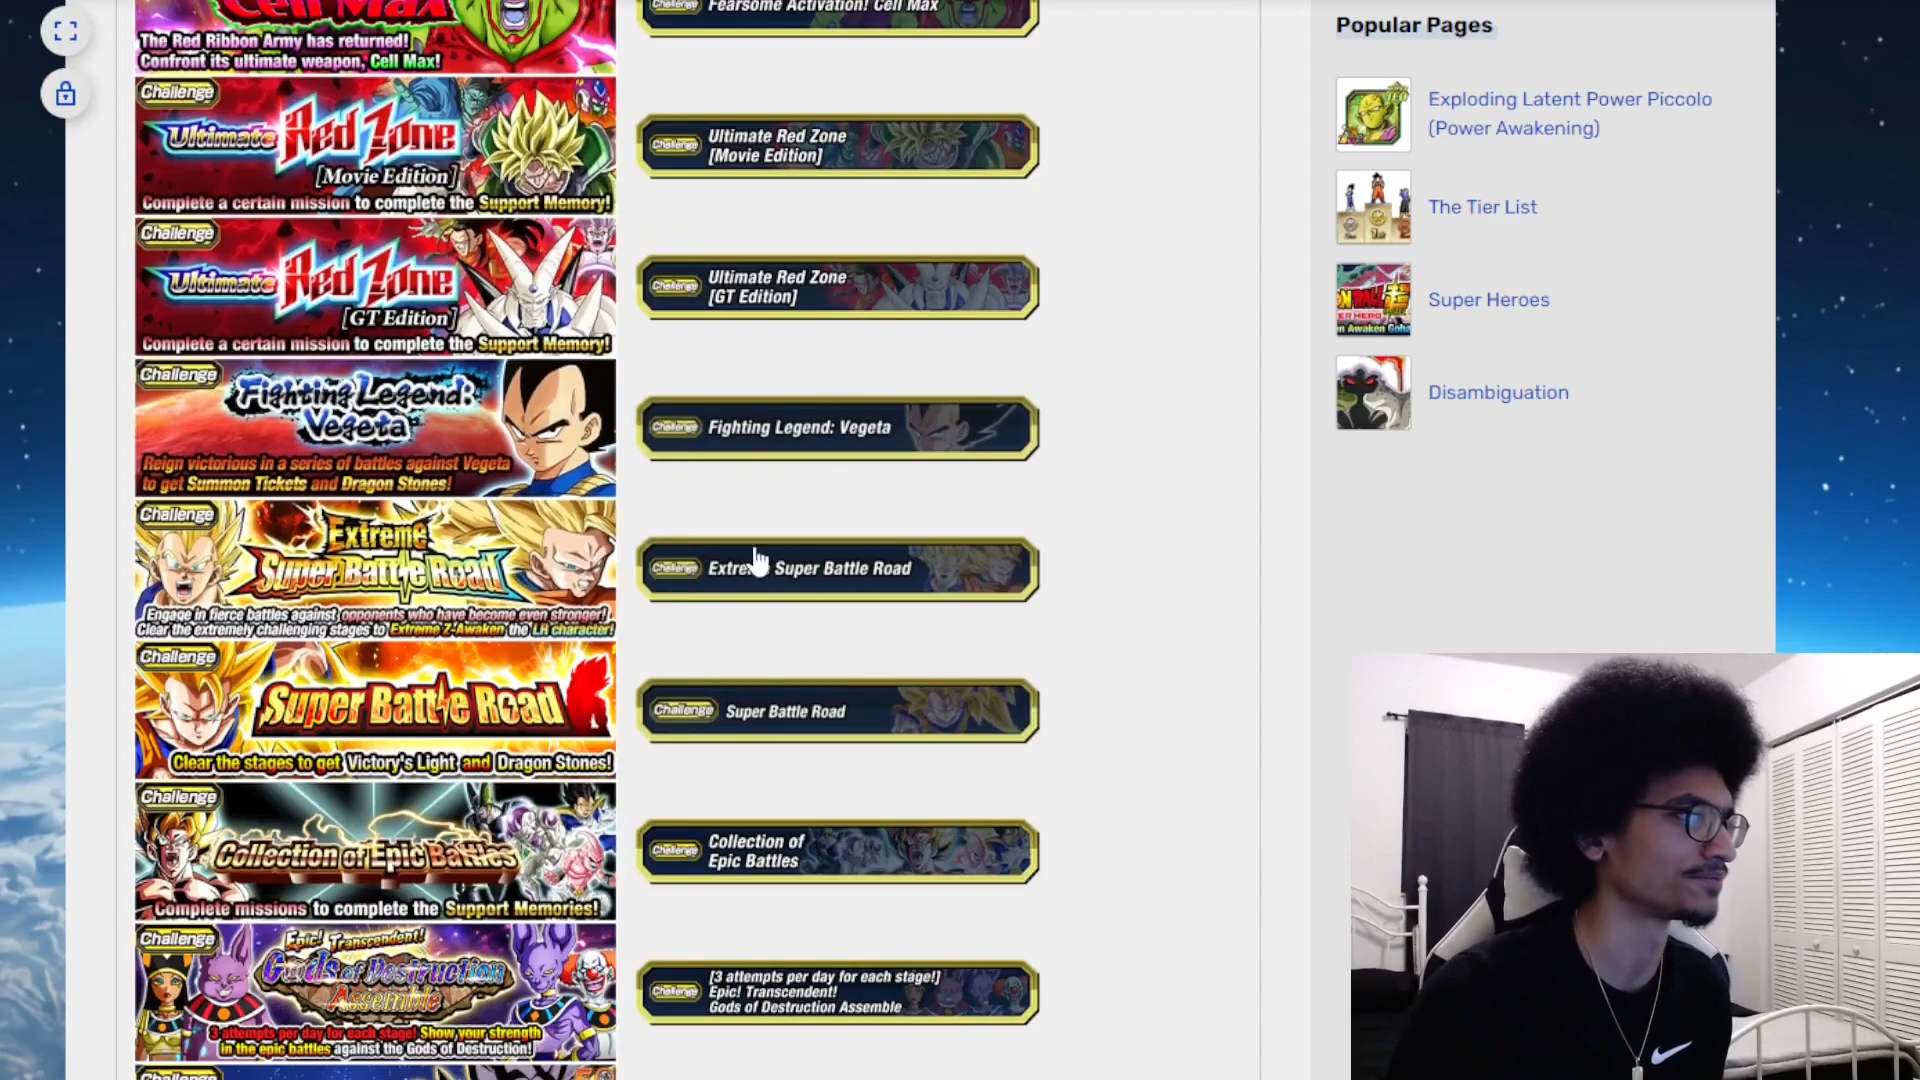 Cell Max
The Red Ribbon Army has returned!
Confront its ultimate weapon, Cell Max!
Challenge
Fearsome Activation! Cell Max
Challenge
Ultimate Red Zone
[Movie Edition]
Complete a certain mission to complete the Support Memory!
Challenge
Ultimate Red Zone
[Movie Edition]
Challenge
Ultimate Red Zone
[GT Edition]
Complete a certain mission to complete the Support Memory!
Challenge
Ultimate Red Zone
[GT Edition]
Challenge
Fighting Legend:
Vegeta
Reign victorious in a series of battles against Vegeta
to get Summon Tickets and Dragon Stones!
Challenge
Fighting Legend: Vegeta
Challenge
Extreme
Super Battle Road
Engage in fierce battles against opponents who have become even stronger!
Clear the extremely challenging stages to Extreme Z-Awaken the LR character!
Challenge
Super Battle Road
Challenge
Super Battle Road
Clear the stages to get Victory's Light and Dragon Stones!
Challenge
Super Battle Road
Challenge
Collection of Epic Battles
Complete missions to complete the Support Memories!
Challenge
Collection of
Epic Battles
Challenge
Epic! Transcendent!
Gods of Destruction
Assemble
3 attempts per day for each stage! Show your strength
in the epic battles against the Gods of Destruction!
Challenge
[3 attempts per day for each stage!]
Epic! Transcendent!
Gods of Destruction Assemble
Challenge
Popular Pages
Exploding Latent Power Piccolo
(Power Awakening)
The Tier List
Super Heroes
Disambiguation